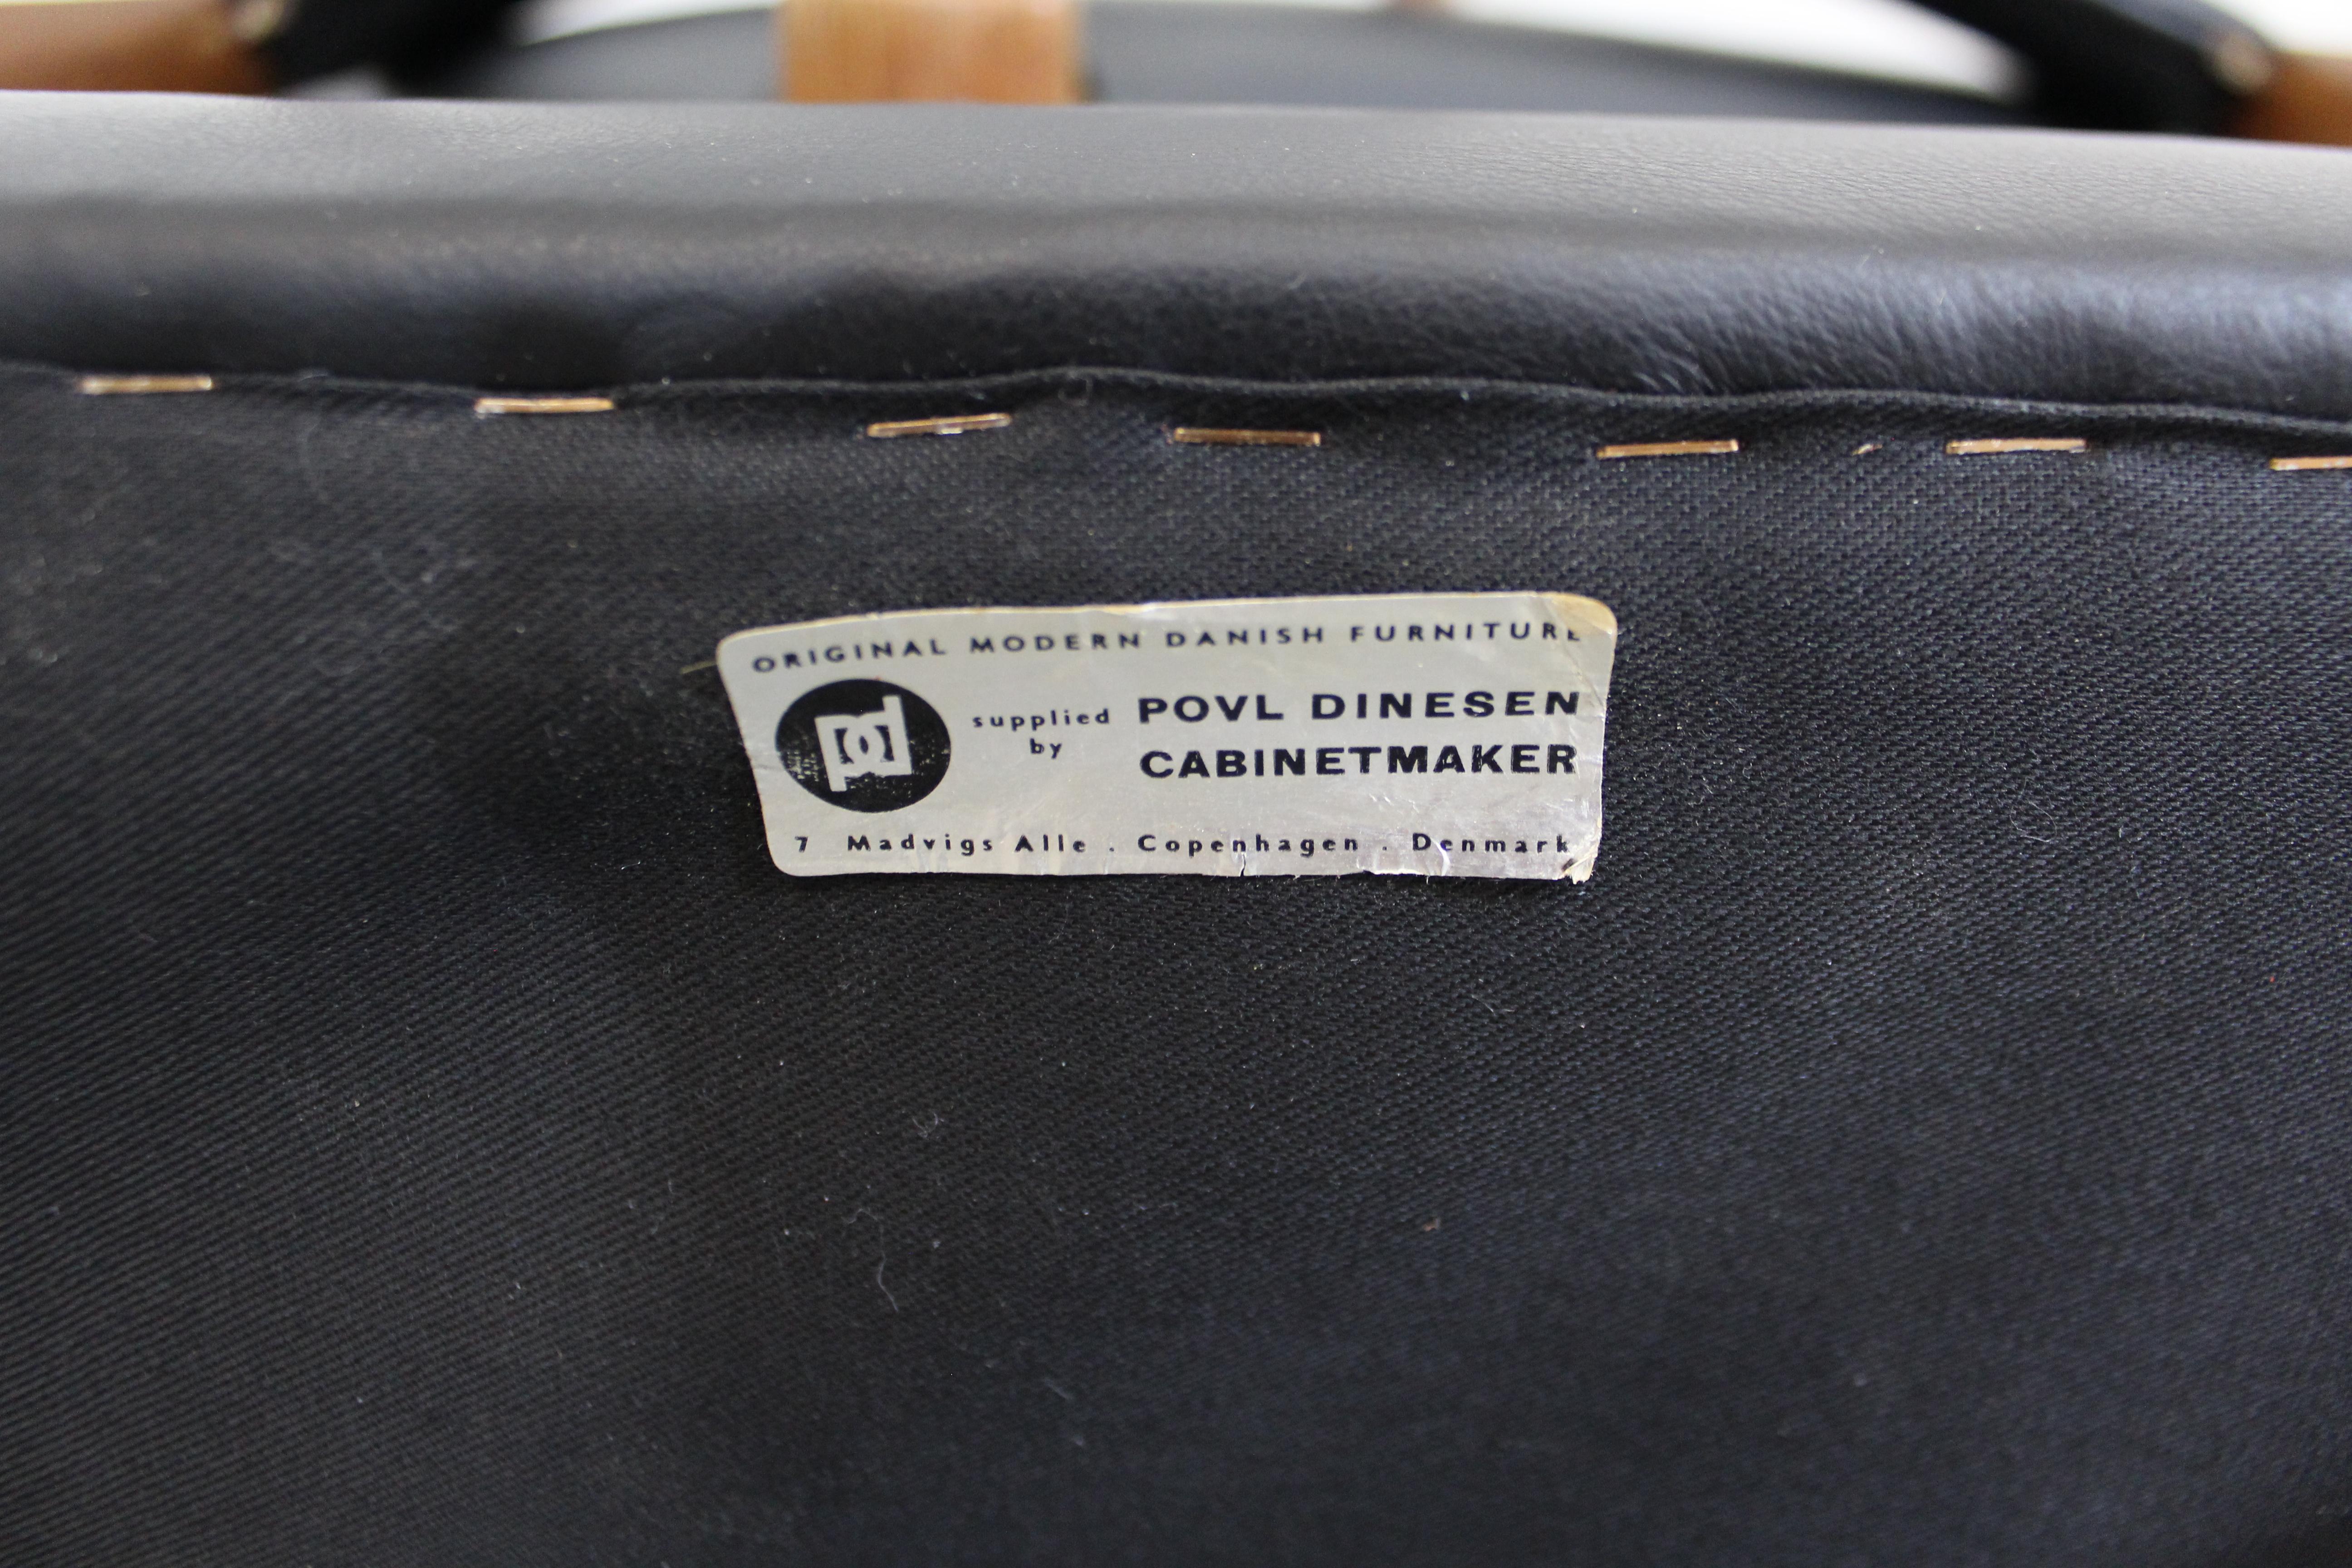 ORIGINAL MODERN DANISH FURNITURE
pd
supplied by POVL DINESEN
CABINETMAKER
7 Madvigs Alle . Copenhagen . Denmark